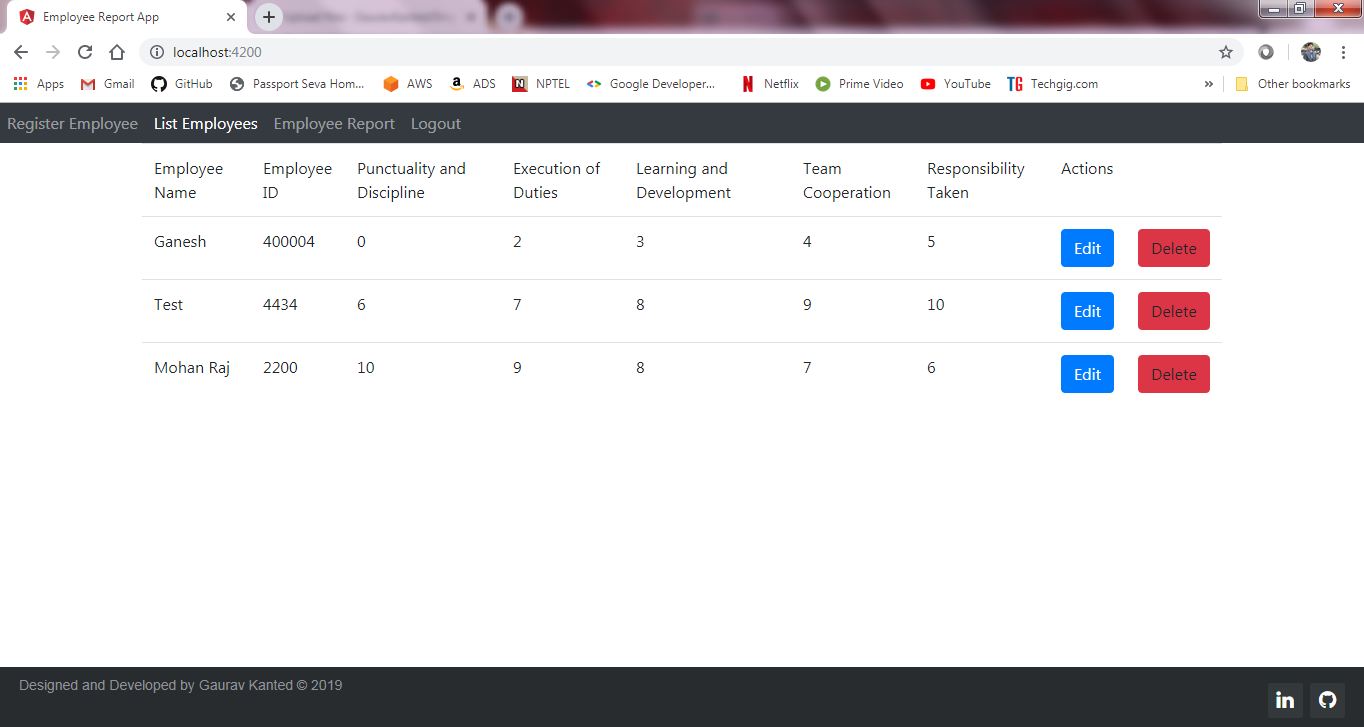 Employee Report App
localhost:4200
Apps Gmail GitHub Passport Seva Hom... AWS ADS NPTEL Google Developer... Netflix Prime Video YouTube TG Techgig.com » Other bookmarks
Register Employee List Employees Employee Report Logout
Employee Name Employee ID Punctuality and Discipline Execution of Duties Learning and Development Team Cooperation Responsibility Taken Actions
Ganesh 400004 0 2 3 4 5 Edit Delete
Test 4434 6 7 8 9 10 Edit Delete
Mohan Raj 2200 10 9 8 7 6 Edit Delete
Designed and Developed by Gaurav Kanted © 2019
in